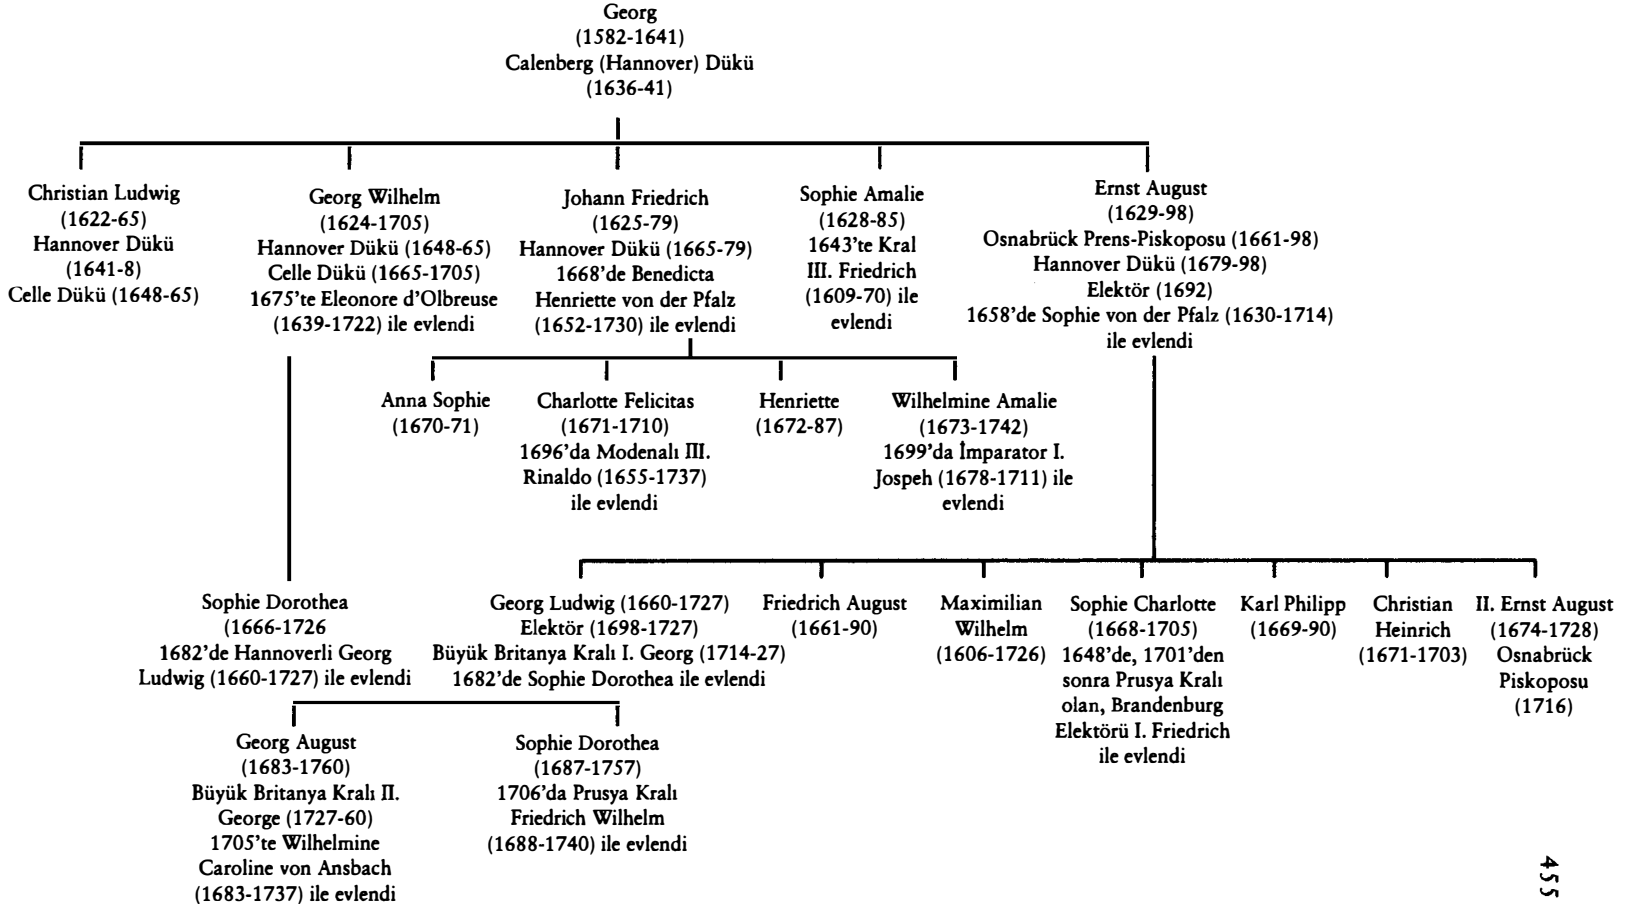 Georg
(1582-1641)
Calenberg (Hannover) Dükü
(1636-41)
Christian Ludwig
(1622-65)
Hannover Dükü
(1641-8)
Celle Dükü (1648-65)
Georg Wilhelm
(1624-1705)
Hannover Dükü (1648-65)
Celle Dükü (1665-1705)
1675'te Eleonore d'Olbreuse
(1639-1722) ile evlendi
Johann Friedrich
(1625-79)
Hannover Dükü (1665-79)
1668'de Benedicta
Henriette von der Pfalz
(1652-1730) ile evlendi
Sophie Amalie
(1628-85)
1643'te Kral
III. Friedrich
(1609-70) ile
evlendi
Ernst August
(1629-98)
Osnabrück Prens-Piskoposu (1661-98)
Hannover Dükü (1679-98)
Elektör (1692)
1658'de Sophie von der Pfalz (1630-1714)
ile evlendi
Anna Sophie
(1670-71)
Charlotte Felicitas
(1671-1710)
1696'da Modenalı III.
Rinaldo (1655-1737)
ile evlendi
Henriette
(1672-87)
Wilhelmine Amalie
(1673-1742)
1699'da İmparator I.
Jospeh (1678-1711) ile
evlendi
Sophie Dorothea
(1666-1726
1682'de Hannoverli Georg
Ludwig (1660-1727) ile evlendi
Georg Ludwig (1660-1727)
Elektör (1698-1727)
Büyük Britanya Kralı I. Georg (1714-27)
1682'de Sophie Dorothea ile evlendi
Friedrich August
(1661-90)
Maximilian
Wilhelm
(1606-1726)
Sophie Charlotte
(1668-1705)
1648'de, 1701'den
sonra Prusya Kralı
olan, Brandenburg
Elektörü I. Friedrich
ile evlendi
Karl Philipp
(1669-90)
Christian
Heinrich
(1671-1703)
II. Ernst August
(1674-1728)
Osnabrück
Piskoposu
(1716)
Georg August
(1683-1760)
Büyük Britanya Kralı II.
George (1727-60)
1705'te Wilhelmine
Caroline von Ansbach
(1683-1737) ile evlendi
Sophie Dorothea
(1687-1757)
1706'da Prusya Kralı
Friedrich Wilhelm
(1688-1740) ile evlendi
455